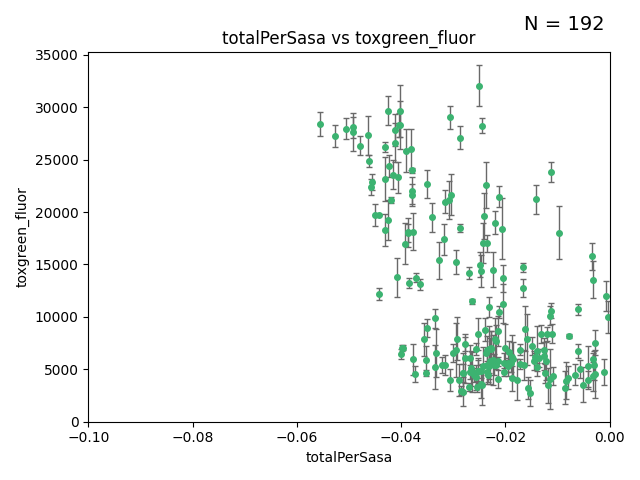 N = 192
totalPerSasa vs toxgreen_fluor
35000
30000
25000
20000
15000
10000
5000
0
toxgreen_fluor
−0.10 −0.08 −0.06 −0.04 −0.02 0.00
totalPerSasa